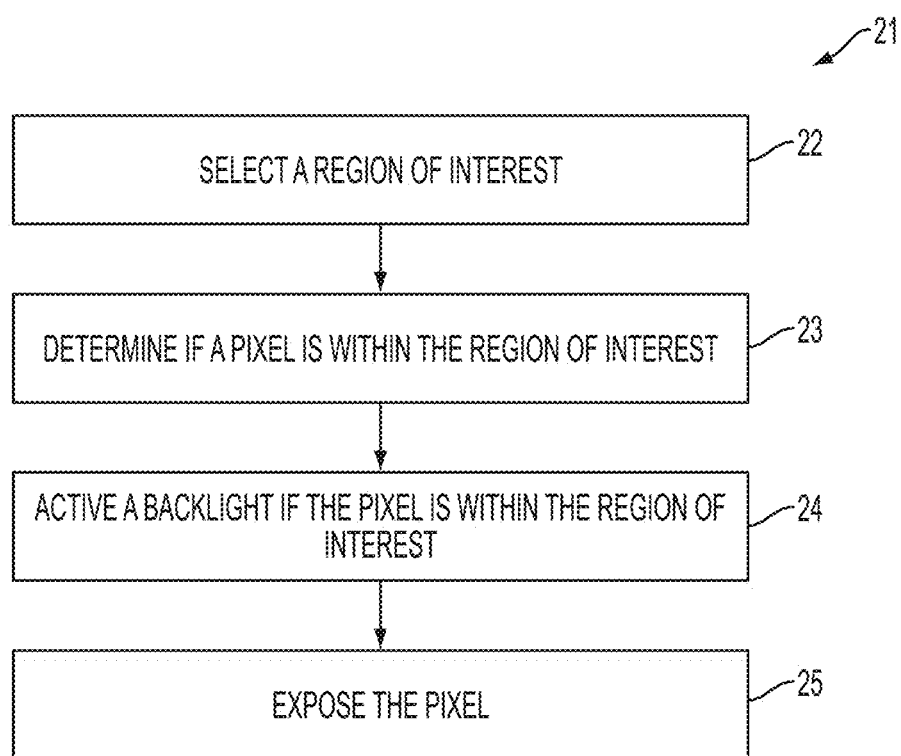 21
SELECT A REGION OF INTEREST
22
DETERMINE IF A PIXEL IS WITHIN THE REGION OF INTEREST
23
ACTIVE A BACKLIGHT IF THE PIXEL IS WITHIN THE REGION OF
INTEREST
24
EXPOSE THE PIXEL
25